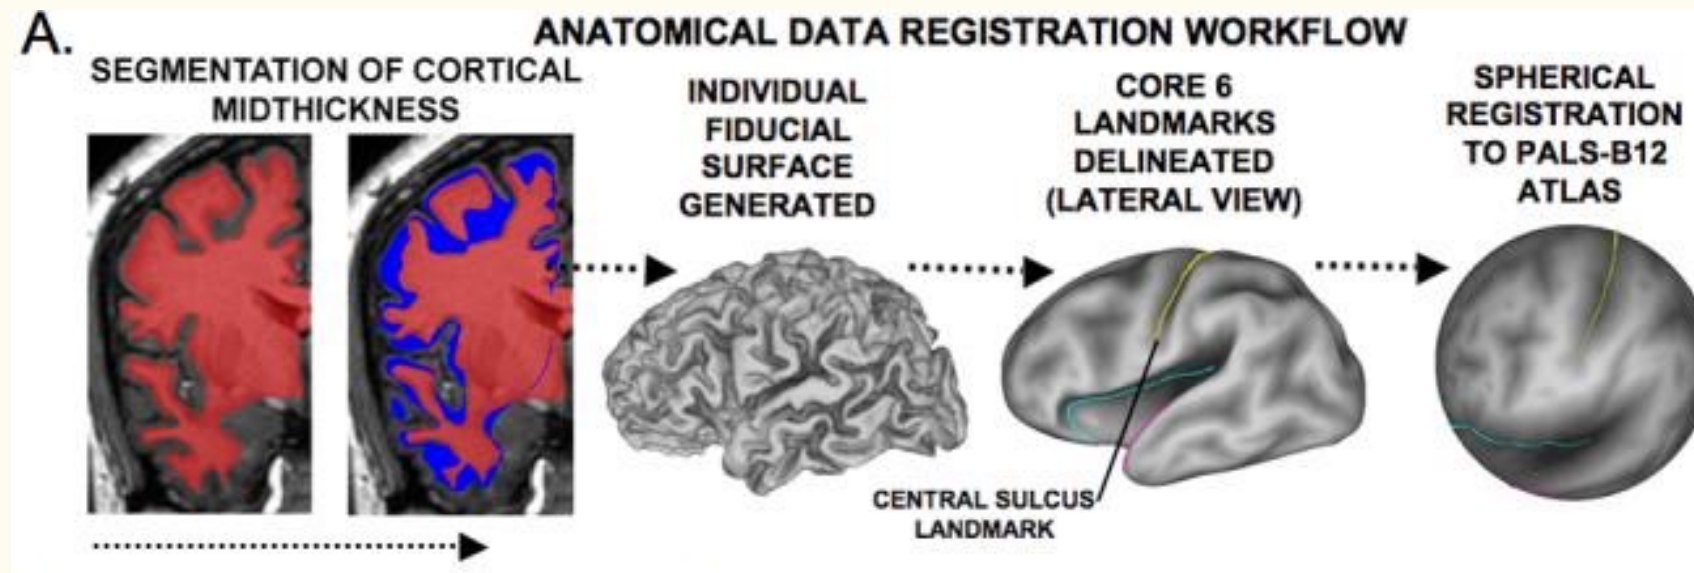 A.
ANATOMICAL DATA REGISTRATION WORKFLOW
SEGMENTATION OF CORTICAL
MIDTHICKNESS
INDIVIDUAL
FIDUCIAL
SURFACE
GENERATED
CORE 6
LANDMARKS
DELINEATED
(LATERAL VIEW)
SPHERICAL
REGISTRATION
TO PALS-B12
ATLAS
CENTRAL SULCUS
LANDMARK